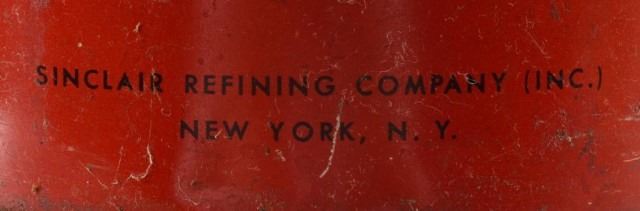 SINCLAIR REFINING COMPANY (INC.)
NEW YORK, N. Y.